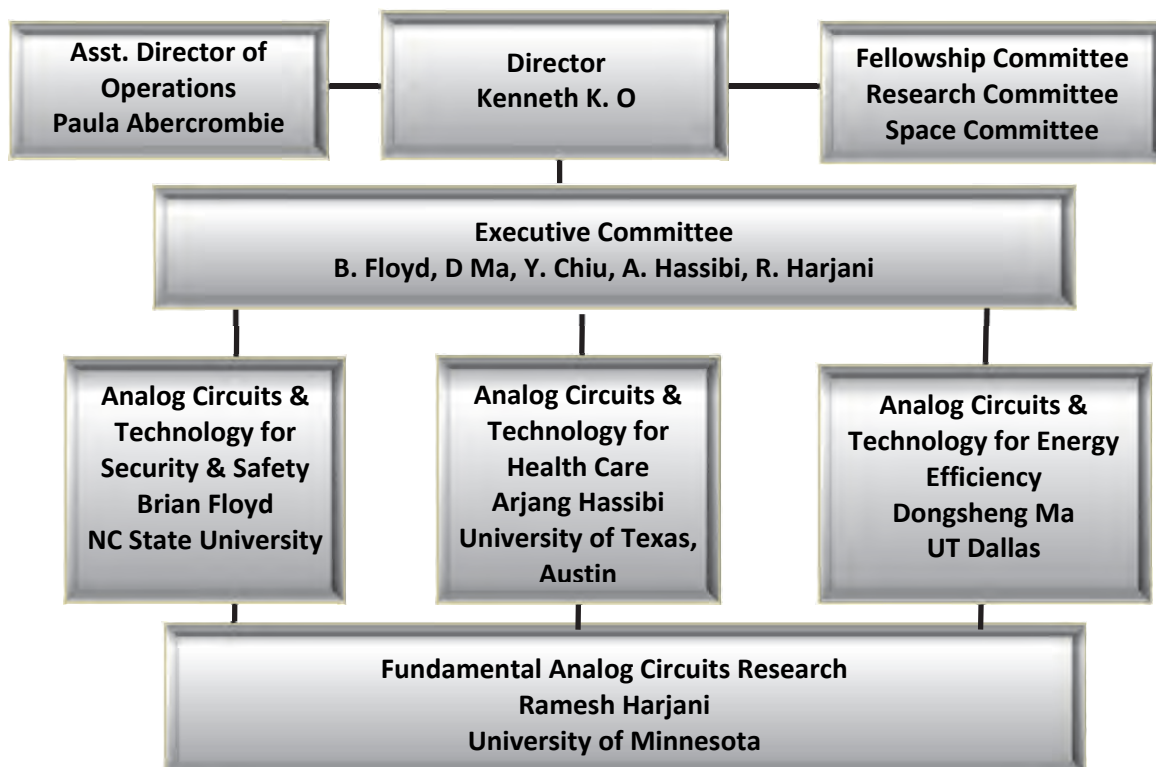 Asst. Director of
Operations
Paula Abercrombie
Director
Kenneth K. O
Fellowship Committee
Research Committee
Space Committee
Executive Committee
B. Floyd, D Ma, Y. Chiu, A. Hassibi, R. Harjani
Analog Circuits &
Technology for
Security & Safety
Brian Floyd
NC State University
Analog Circuits &
Technology for
Health Care
Arjang Hassibi
University of Texas,
Austin
Analog Circuits &
Technology for Energy
Efficiency
Dongsheng Ma
UT Dallas
Fundamental Analog Circuits Research
Ramesh Harjani
University of Minnesota